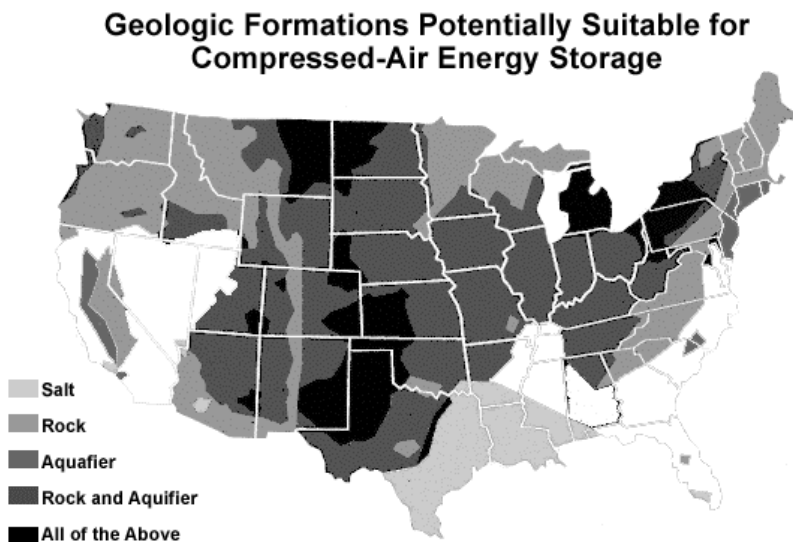 Geologic Formations Potentially Suitable for
Compressed-Air Energy Storage
Salt
Rock
Aquafier
Rock and Aquifier
All of the Above